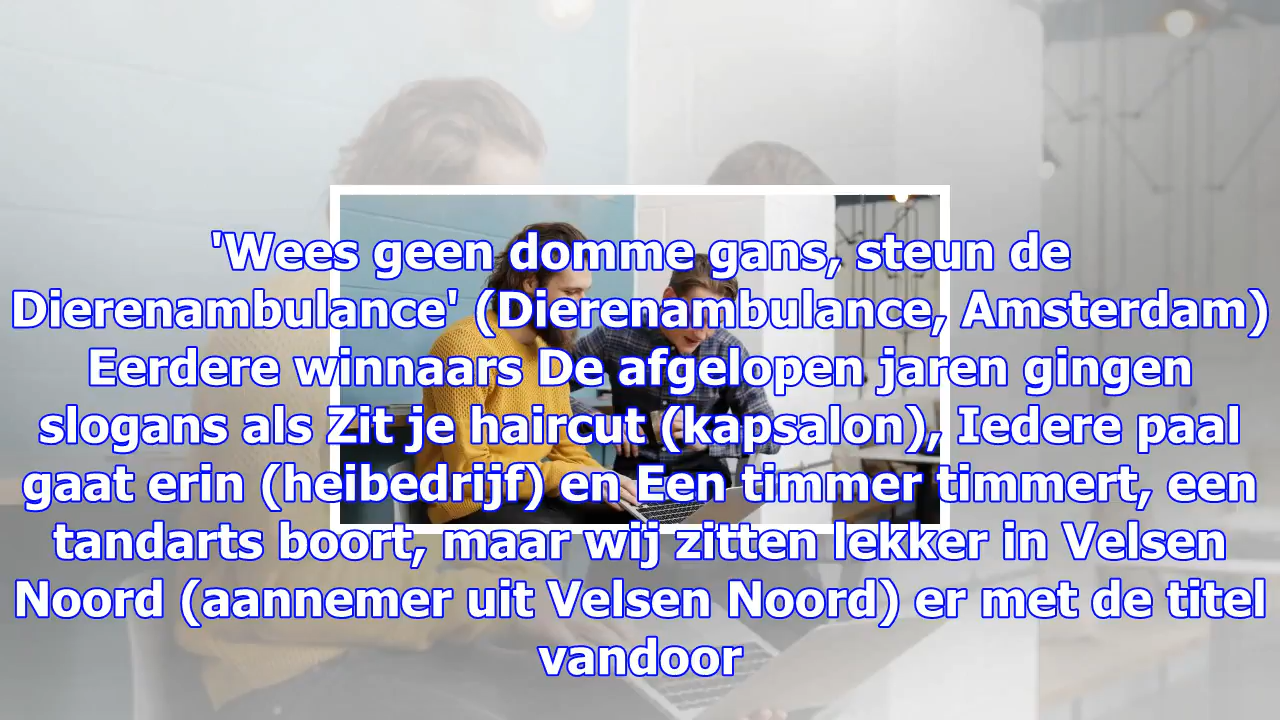 'Wees geen domme gans, steun de
Dierenambulance' (Dierenambulance, Amsterdam)
Eerdere winnaars De afgelopen jaren gingen
slogans als Zit je haircut (kapsalon), Iedere paal
gaat erin (heibedrijf) en Een timmer timmert, een
tandarts boort, maar wij zitten lekker in Velsen
Noord (aannemer uit Velsen Noord) er met de titel
vandoor